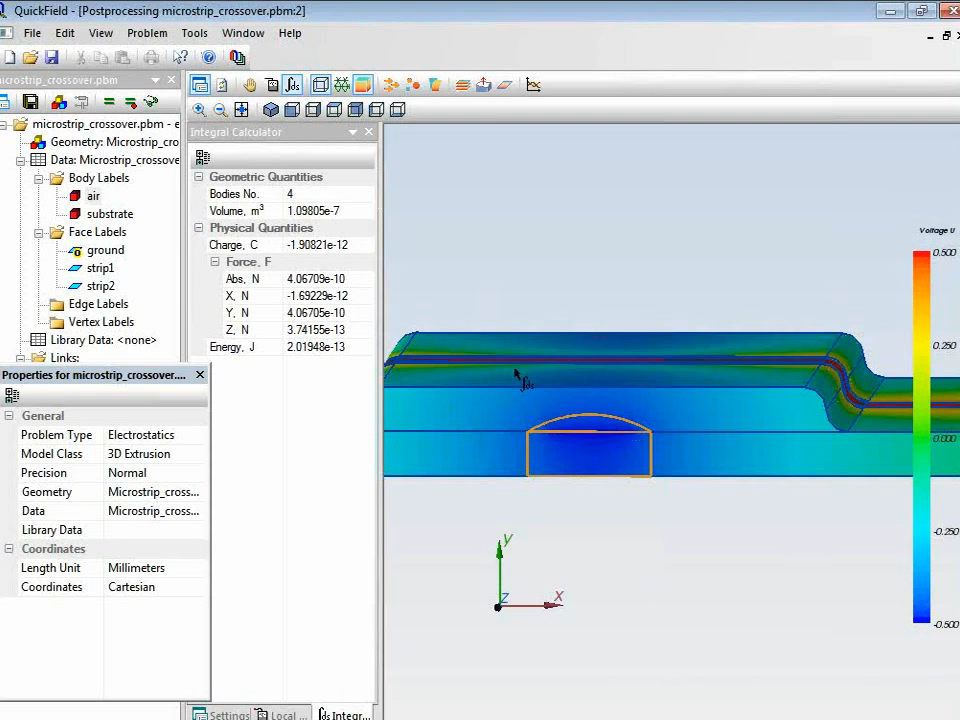 QuickField - [Postprocessing microstrip_crossover.pbm:2]
File Edit View Problem Tools Window Help
microstrip_crossover.pbm
Integral Calculator
microstrip_crossover.pbm - e
Geometry: Microstrip_cro
Data: Microstrip_crossove
Body Labels
air
substrate
Face Labels
ground
strip1
strip2
Edge Labels
Vertex Labels
Library Data: <none>
Links:
Geometric Quantities
Bodies No. 4
Volume, m3 1.09805e-7
Physical Quantities
Charge, C -1.90821e-12
Force, F
Abs, N 4.06709e-10
X, N -1.69229e-12
Y, N 4.06705e-10
Z, N 3.74155e-13
Energy, J 2.01948e-13
Properties for microstrip_crossover....
General
Problem Type Electrostatics
Model Class 3D Extrusion
Precision Normal
Geometry Microstrip_cross...
Data Microstrip_cross...
Library Data
Coordinates
Length Unit Millimeters
Coordinates Cartesian
Voltage U
0.500
0.250
0.000
-0.250
-0.500
y
z
x
Settings Local ... Integr...